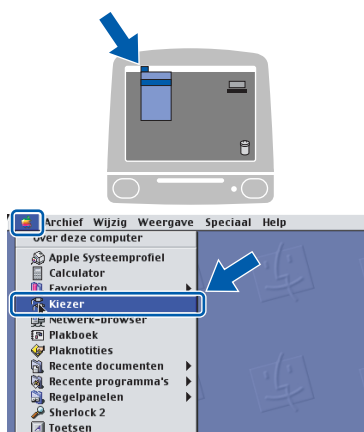 Archief Wijzig Weergave Speciaal Help
Over deze computer
Apple Systeemprofiel
Calculator
Favorieten
Kiezer
Netwerk-browser
Plakboek
Plaknotities
Recente documenten
Recente programma's
Regelpanelen
Sherlock 2
Toetsen